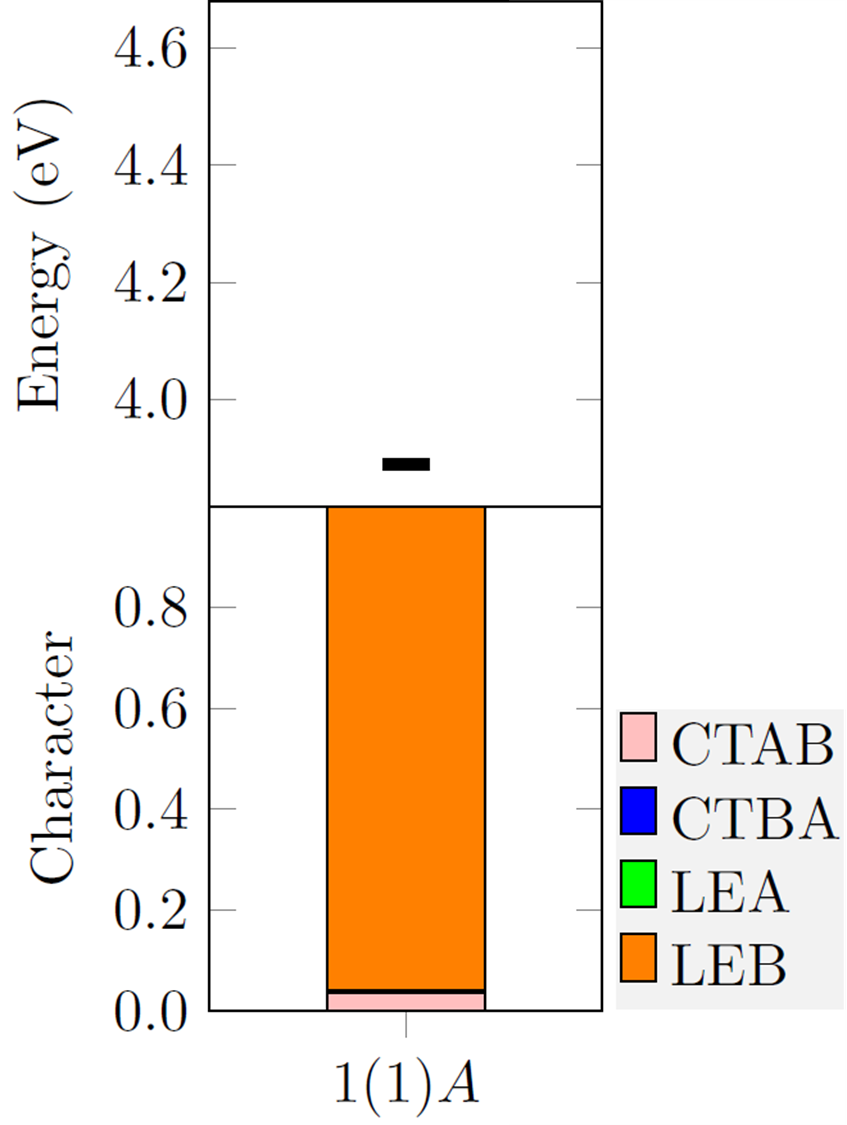 Energy (eV)
4.6
4.4
4.2
4.0
Character
0.8
0.6
0.4
0.2
0.0
1(1)A
CTAB
CTBA
LEA
LEB